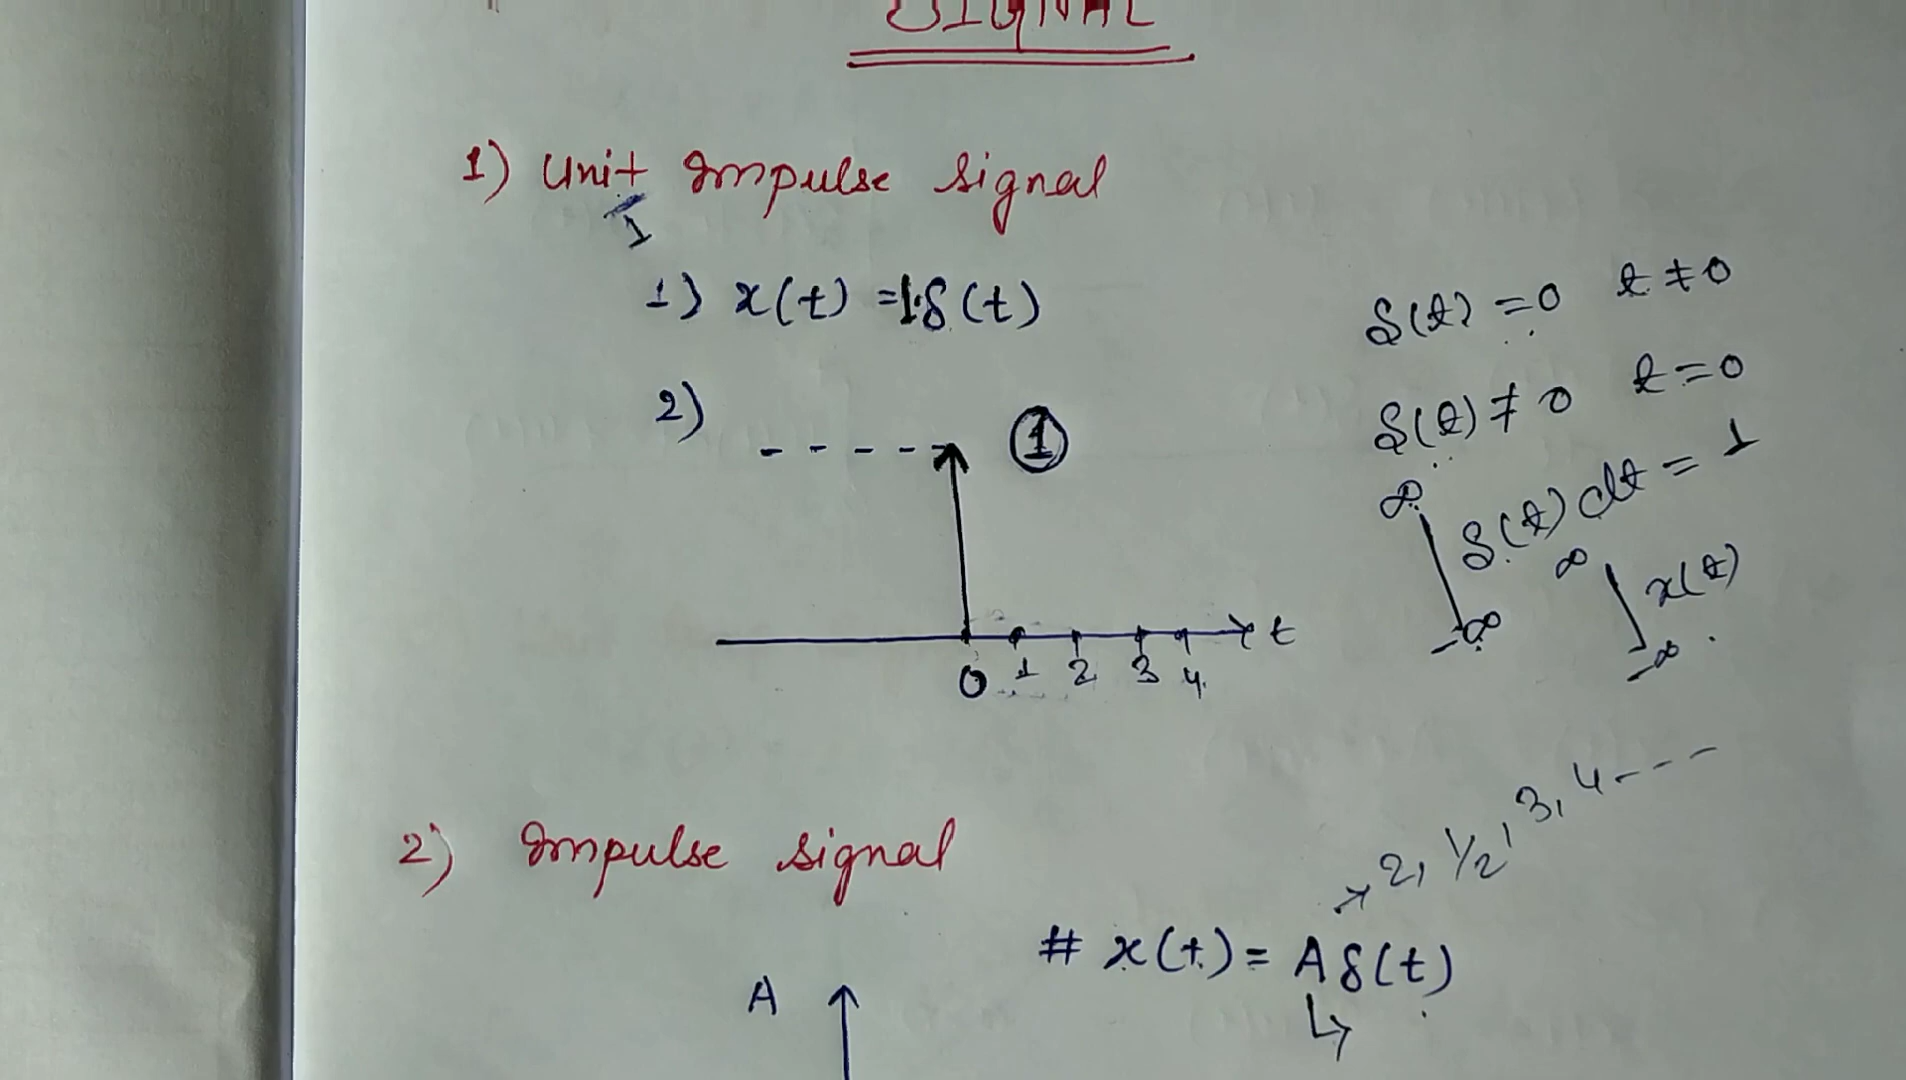 SIGNAL
1) Unit Impulse signal
1
1) x(t) = 1.δ(t)
δ(t) = 0 t ≠ 0
2)
1
δ(t) ≠ 0 t = 0
∞ ∫ δ(t) dt = 1
-∞
∞ ∫ x(t)
-∞
t
0 1 2 3 4
2, 1/2, 3, 4 - - -
2) Impulse signal
# x(t) = A δ(t)
A